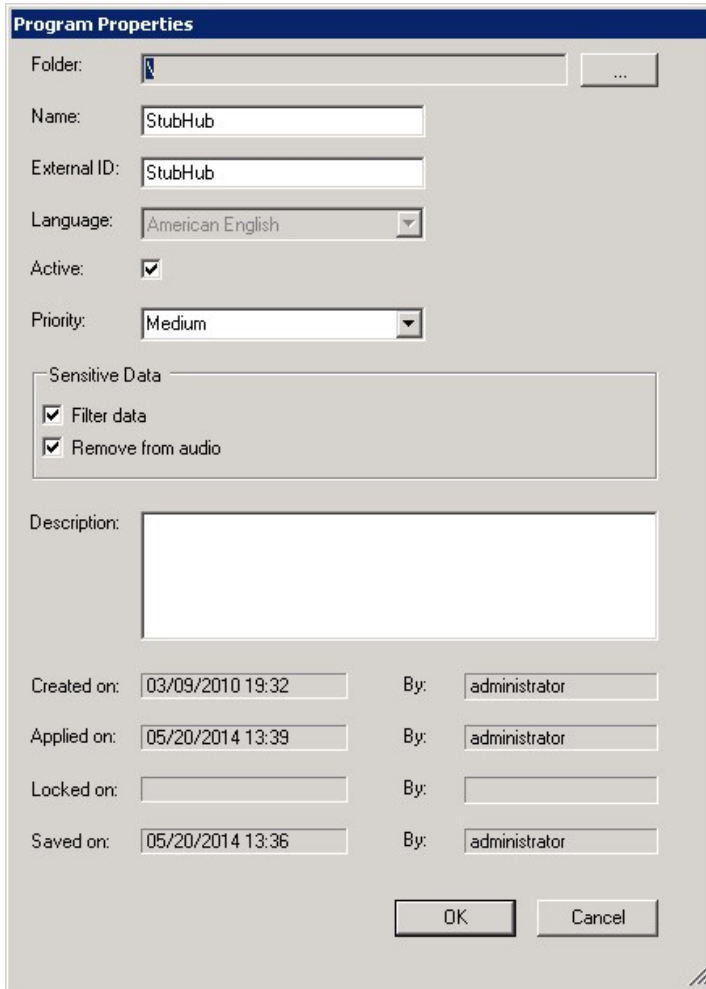 Program Properties
Folder: \ ...
Name: StubHub
External ID: StubHub
Language: American English
Active:
Priority: Medium
Sensitive Data
Filter data
Remove from audio
Description:
Created on: 03/09/2010 19:32 By: administrator
Applied on: 05/20/2014 13:39 By: administrator
Locked on: By:
Saved on: 05/20/2014 13:36 By: administrator
OK Cancel